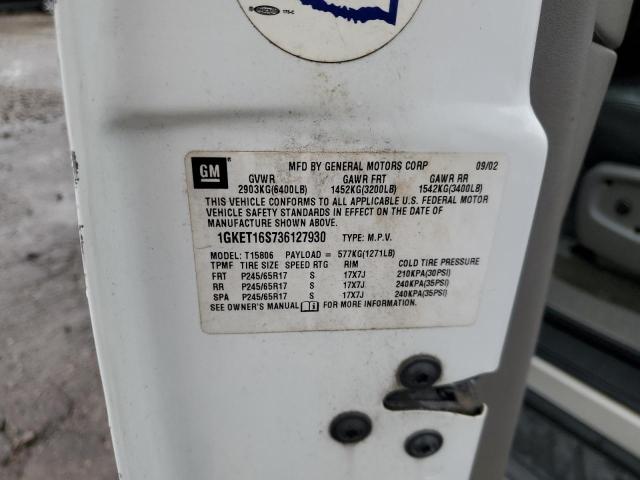 175-C
GM
MFD BY GENERAL MOTORS CORP 09/02
GVWR GAWR FRT GAWR RR
2903KG(6400LB) 1452KG(3200LB) 1542KG(3400LB)
THIS VEHICLE CONFORMS TO ALL APPLICABLE U.S. FEDERAL MOTOR
VEHICLE SAFETY STANDARDS IN EFFECT ON THE DATE OF
MANUFACTURE SHOWN ABOVE.
1GKET16S736127930 TYPE: M.P.V.
MODEL: T15806 PAYLOAD = 577KG(1271LB)
TPMF TIRE SIZE SPEED RTG RIM COLD TIRE PRESSURE
FRT P245/65R17 S 17X7J 210KPA(30PSI)
RR P245/65R17 S 17X7J 240KPA(35PSI)
SPA P245/65R17 S 17X7J 240KPA(35PSI)
SEE OWNER'S MANUAL FOR MORE INFORMATION.